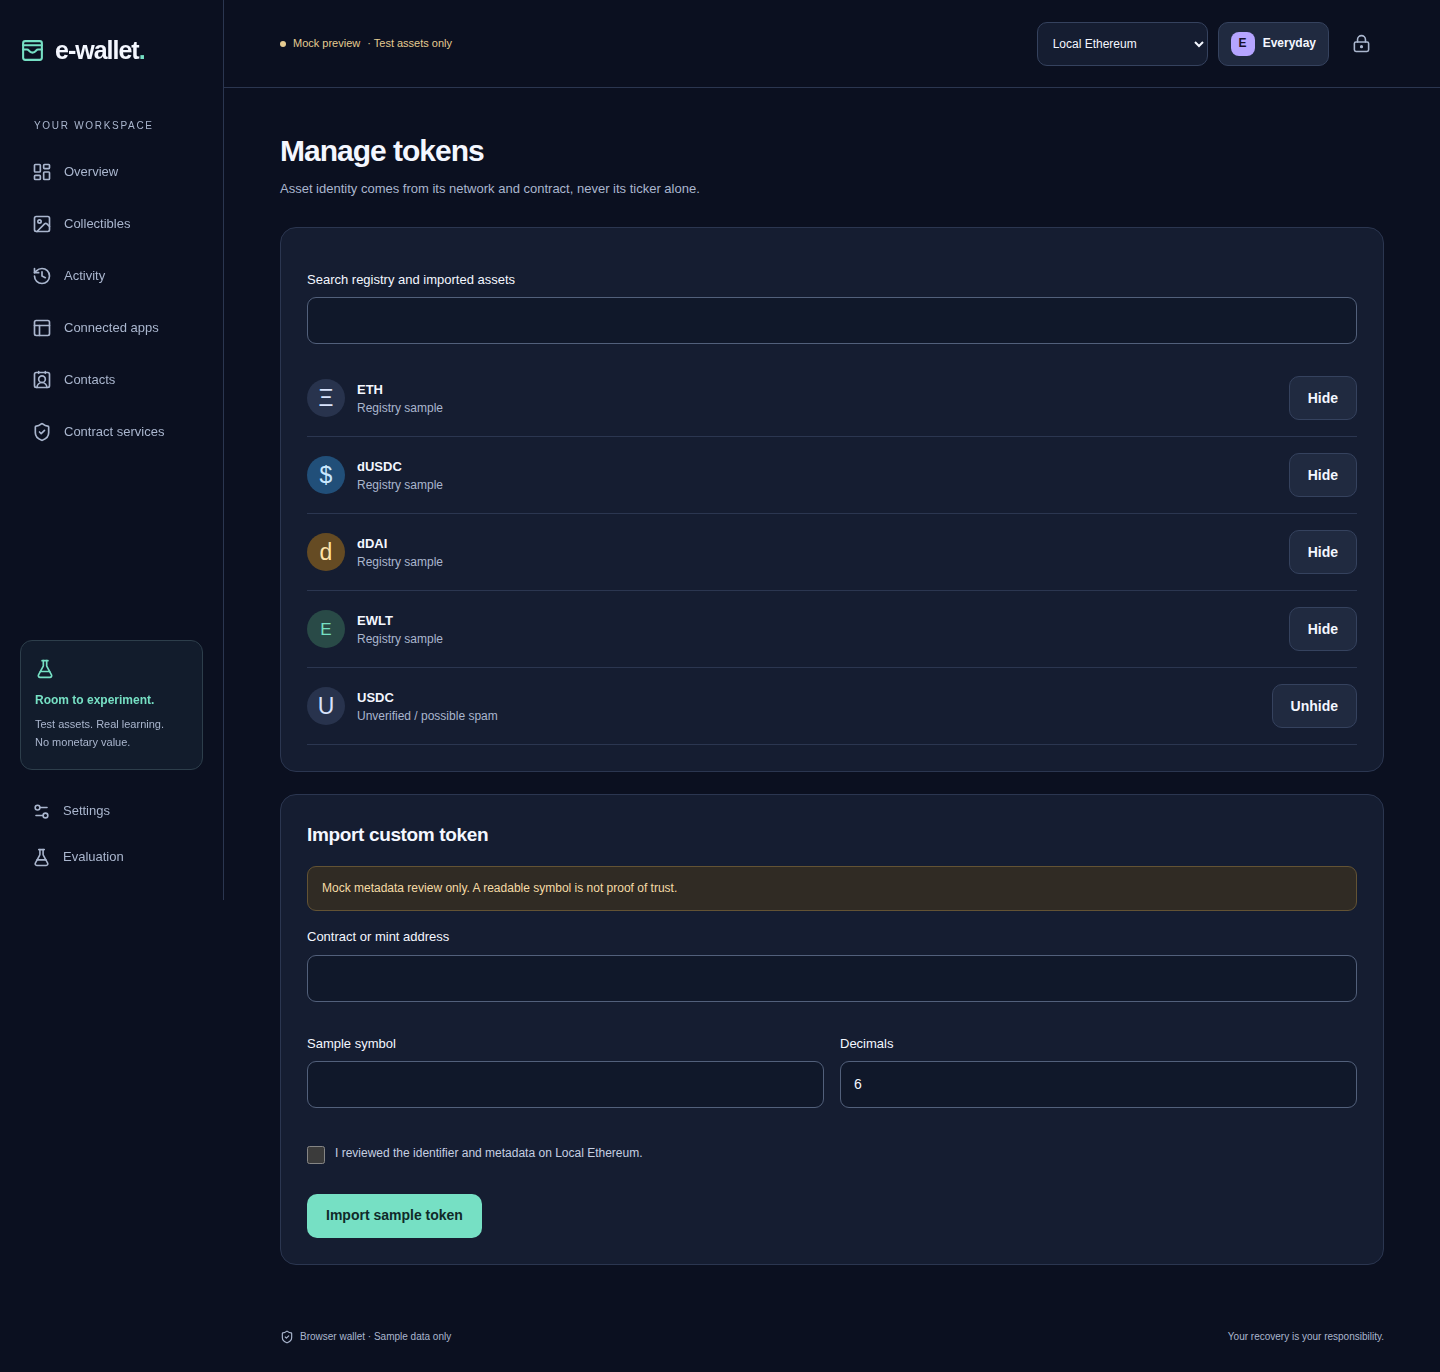 e-wallet.
Mock preview · Test assets only
Local Ethereum
E Everyday
YOUR WORKSPACE
Overview
Collectibles
Activity
Connected apps
Contacts
Contract services
Room to experiment.
Test assets. Real learning.
No monetary value.
Settings
Evaluation
Manage tokens
Asset identity comes from its network and contract, never its ticker alone.
Search registry and imported assets
Ξ
ETH
Registry sample
Hide
$
dUSDC
Registry sample
Hide
d
dDAI
Registry sample
Hide
E
EWLT
Registry sample
Hide
U
USDC
Unverified / possible spam
Unhide
Import custom token
Mock metadata review only. A readable symbol is not proof of trust.
Contract or mint address
Sample symbol
Decimals
6
I reviewed the identifier and metadata on Local Ethereum.
Import sample token
Browser wallet · Sample data only
Your recovery is your responsibility.